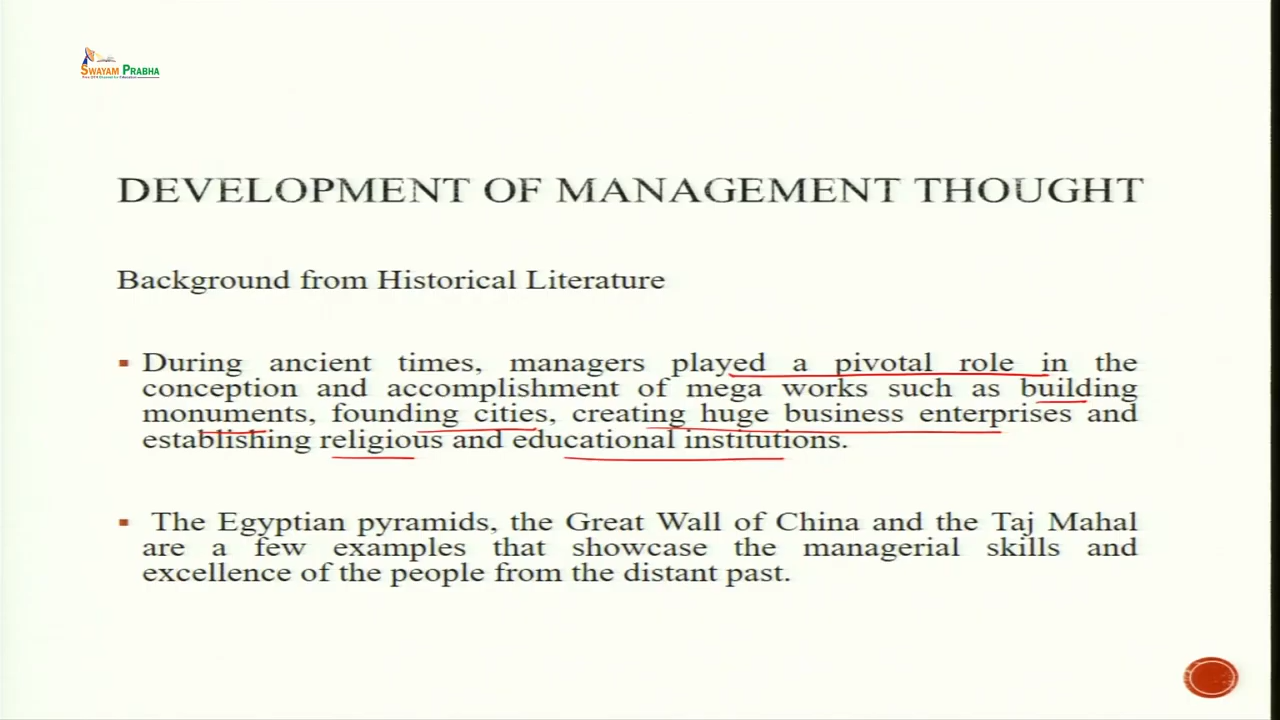 SWAYAM PRABHA
DEVELOPMENT OF MANAGEMENT THOUGHT
Background from Historical Literature
During ancient times, managers played a pivotal role in the
conception and accomplishment of mega works such as building
monuments, founding cities, creating huge business enterprises and
establishing religious and educational institutions.
The Egyptian pyramids, the Great Wall of China and the Taj Mahal
are a few examples that showcase the managerial skills and
excellence of the people from the distant past.